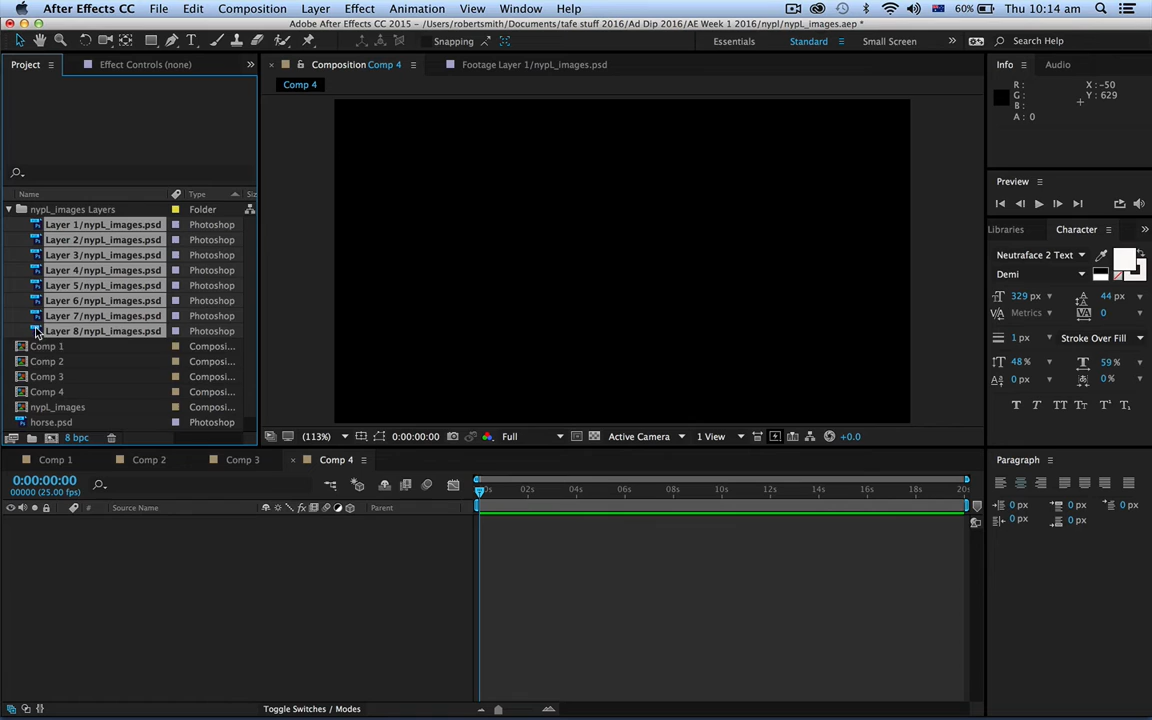 After Effects CC File Edit Composition Layer Effect Animation View Window Help 60% Thu 10:14 am
Adobe After Effects CC 2015 - /Users/robertsmith/Documents/tafe stuff 2016/Ad Dip 2016/AE Week 1 2016/nypl/nypL_images.aep *
Snapping Essentials Standard Small Screen Search Help
Project Effect Controls (none) Composition Comp 4 Footage Layer 1/nypL_images.psd Info Audio
Comp 4
R: X: -50
G: Y: 629
B:
A: 0
Preview
Name Type Siz
nypL_images Layers Folder
Layer 1/nypL_images.psd Photoshop
Layer 2/nypL_images.psd Photoshop
Layer 3/nypL_images.psd Photoshop
Layer 4/nypL_images.psd Photoshop
Layer 5/nypL_images.psd Photoshop
Layer 6/nypL_images.psd Photoshop
Layer 7/nypL_images.psd Photoshop
Layer 8/nypL_images.psd Photoshop
Comp 1 Composi...
Comp 2 Composi...
Comp 3 Composi...
Comp 4 Composi...
nypL_images Composi...
horse.psd Photoshop
8 bpc
Libraries Character
Neutraface 2 Text
Demi
329 px 44 px
Metrics 0
1 px Stroke Over Fill
48 % 59 %
0 px 0 %
T T TT Tt T¹ T₁
(113%) 0:00:00:00 Full Active Camera 1 View +0.0
Comp 1 Comp 2 Comp 3 Comp 4
0:00:00:00
00000 (25.00 fps)
Source Name Parent
00s 02s 04s 06s 08s 10s 12s 14s 16s 18s 20s
Paragraph
0 px 0 px 0 px
0 px 0 px
Toggle Switches / Modes